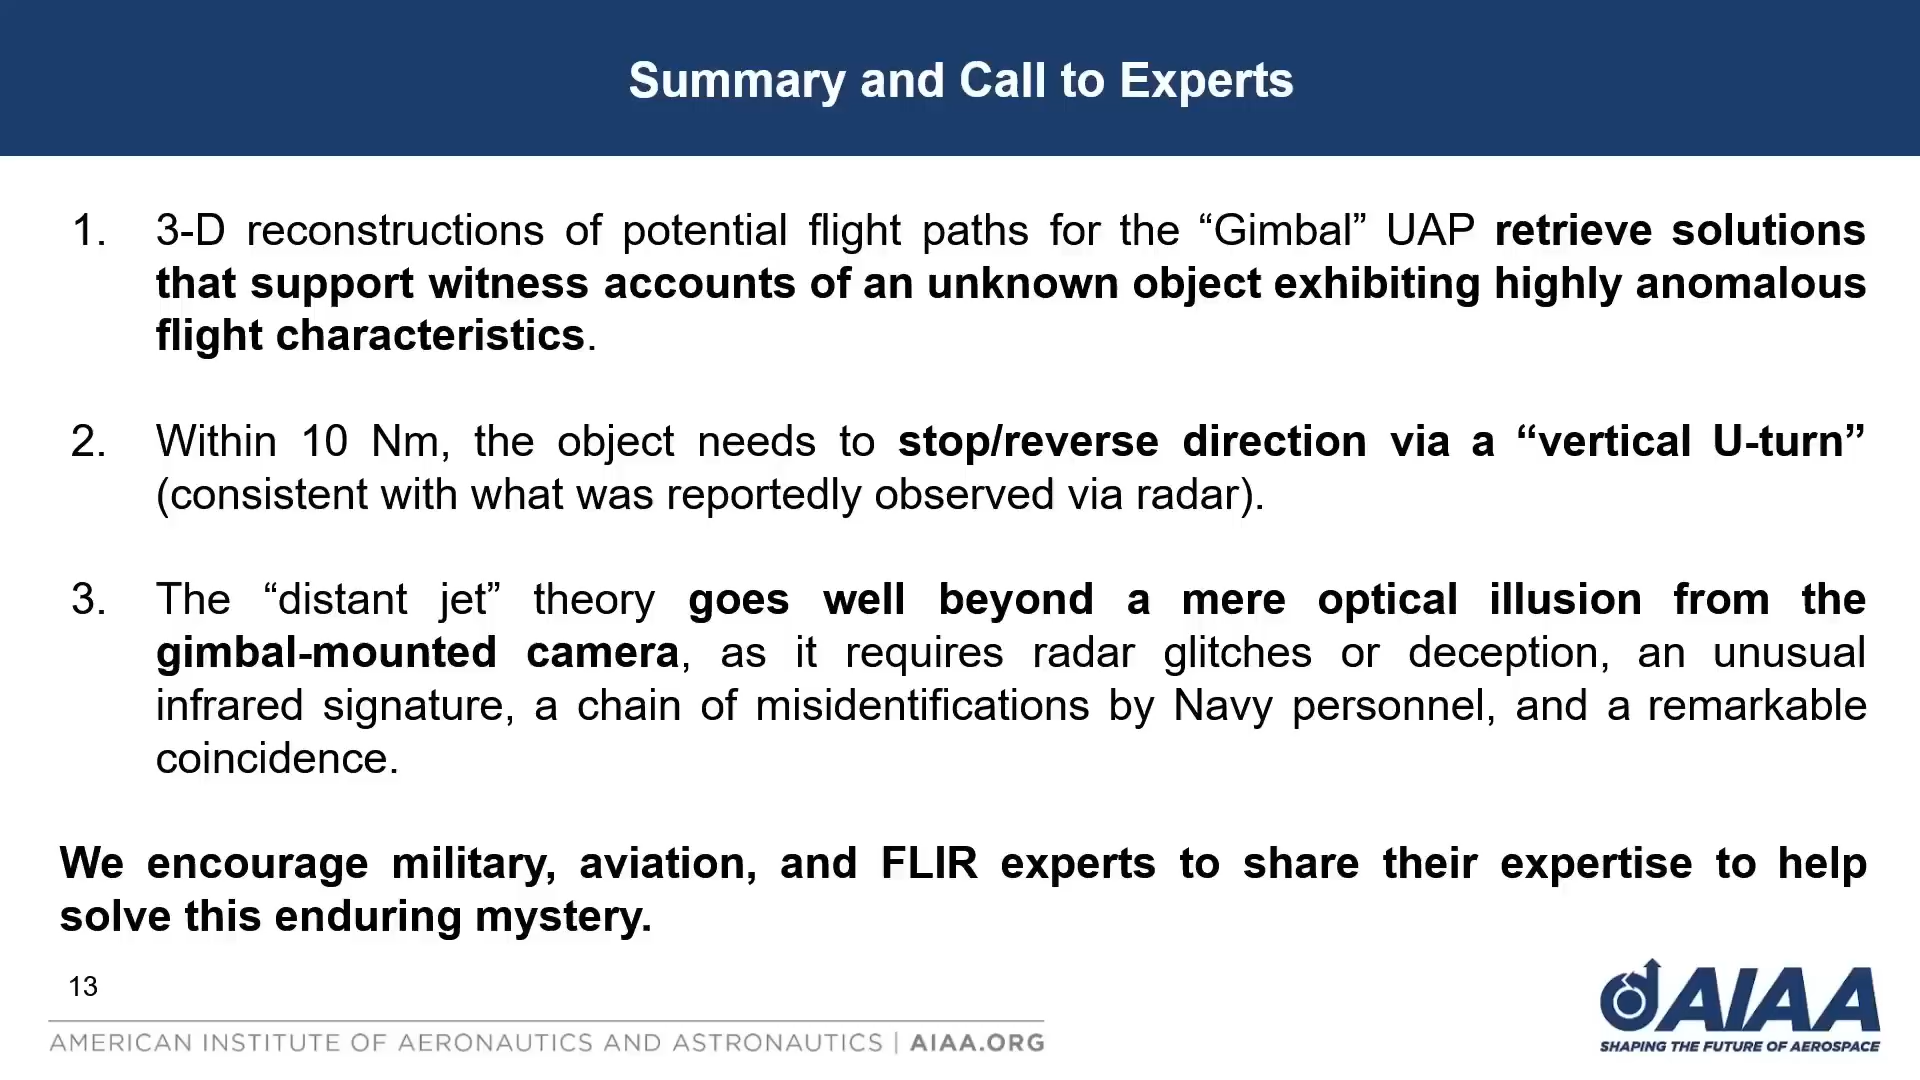 Summary and Call to Experts
1. 3-D reconstructions of potential flight paths for the “Gimbal” UAP retrieve solutions
that support witness accounts of an unknown object exhibiting highly anomalous
flight characteristics.
2. Within 10 Nm, the object needs to stop/reverse direction via a “vertical U-turn”
(consistent with what was reportedly observed via radar).
3. The “distant jet” theory goes well beyond a mere optical illusion from the
gimbal-mounted camera, as it requires radar glitches or deception, an unusual
infrared signature, a chain of misidentifications by Navy personnel, and a remarkable
coincidence.
We encourage military, aviation, and FLIR experts to share their expertise to help
solve this enduring mystery.
13
AMERICAN INSTITUTE OF AERONAUTICS AND ASTRONAUTICS | AIAA.ORG
AIAA
SHAPING THE FUTURE OF AEROSPACE